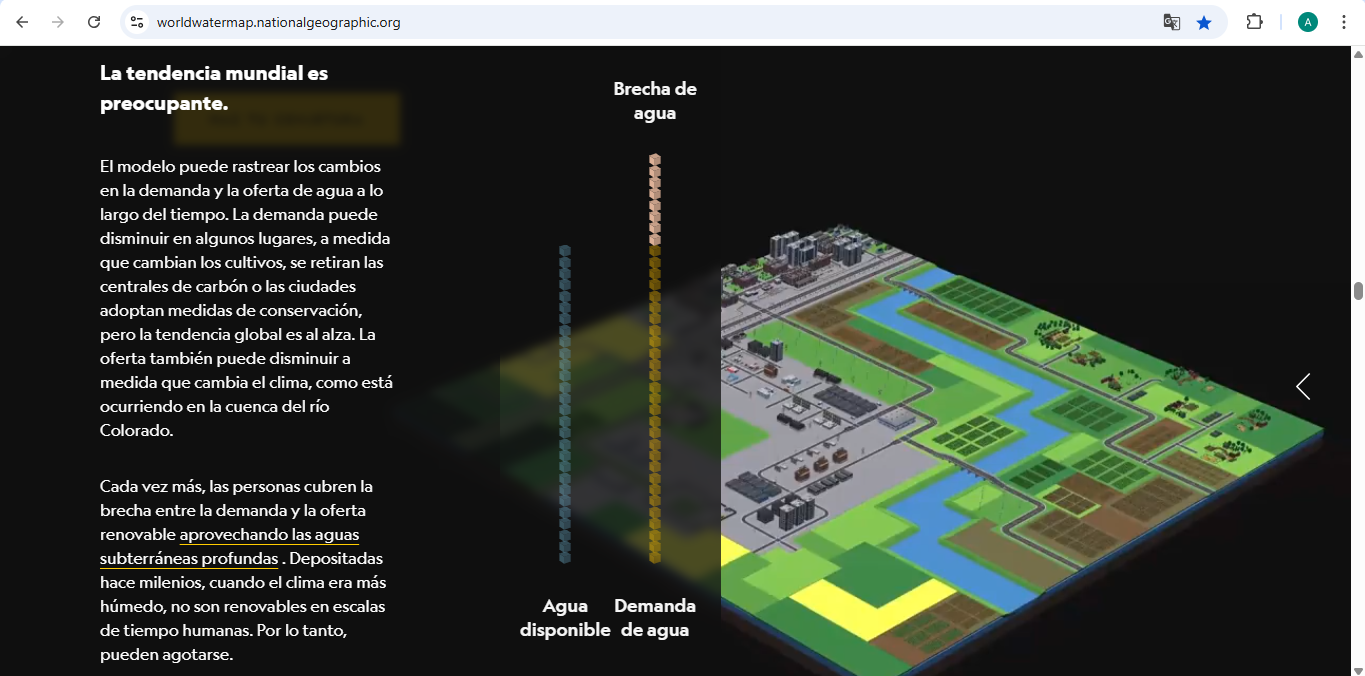 worldwatermap.nationalgeographic.org
A
La tendencia mundial es
preocupante.
El modelo puede rastrear los cambios
en la demanda y la oferta de agua a lo
largo del tiempo. La demanda puede
disminuir en algunos lugares, a medida
que cambian los cultivos, se retiran las
centrales de carbón o las ciudades
adoptan medidas de conservación,
pero la tendencia global es al alza. La
oferta también puede disminuir a
medida que cambia el clima, como está
ocurriendo en la cuenca del río
Colorado.
Cada vez más, las personas cubren la
brecha entre la demanda y la oferta
renovable aprovechando las aguas
subterráneas profundas . Depositadas
hace milenios, cuando el clima era más
húmedo, no son renovables en escalas
de tiempo humanas. Por lo tanto,
pueden agotarse.
Brecha de
agua
Agua
disponible
Demanda
de agua